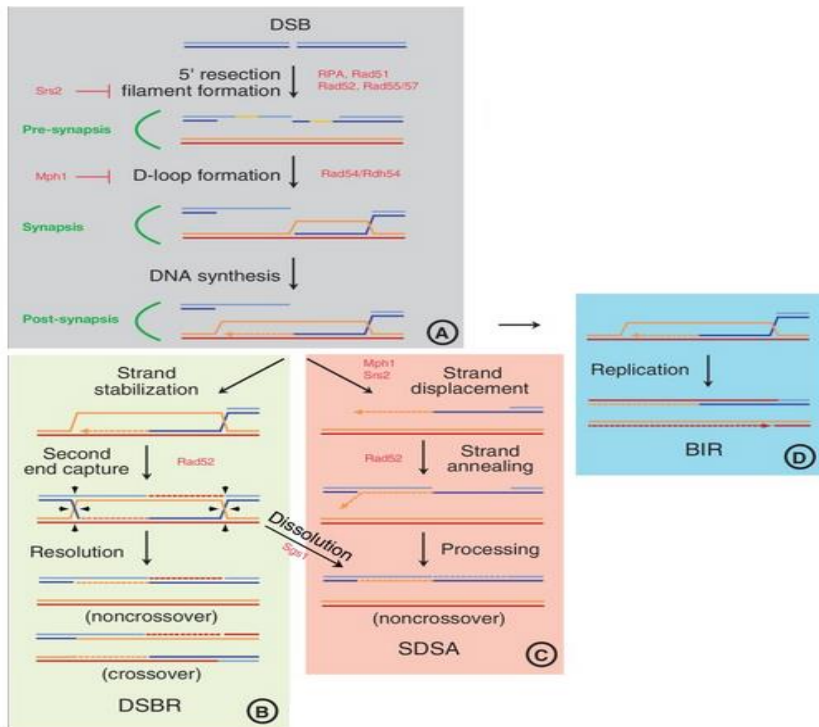 DSB
5' resection
filament formation
RPA, Rad51
Rad52, Rad55/57
Srs2
Pre-synapsis
Mph1
D-loop formation
Rad54/Rdh54
Synapsis
DNA synthesis
Post-synapsis
A
Strand
stabilization
Second
end capture
Rad52
Resolution
(noncrossover)
(crossover)
DSBR
B
Dissolution
Sgs1
Mph1
Srs2
Strand
displacement
Rad52
Strand
annealing
Processing
(noncrossover)
SDSA
C
Replication
BIR
D